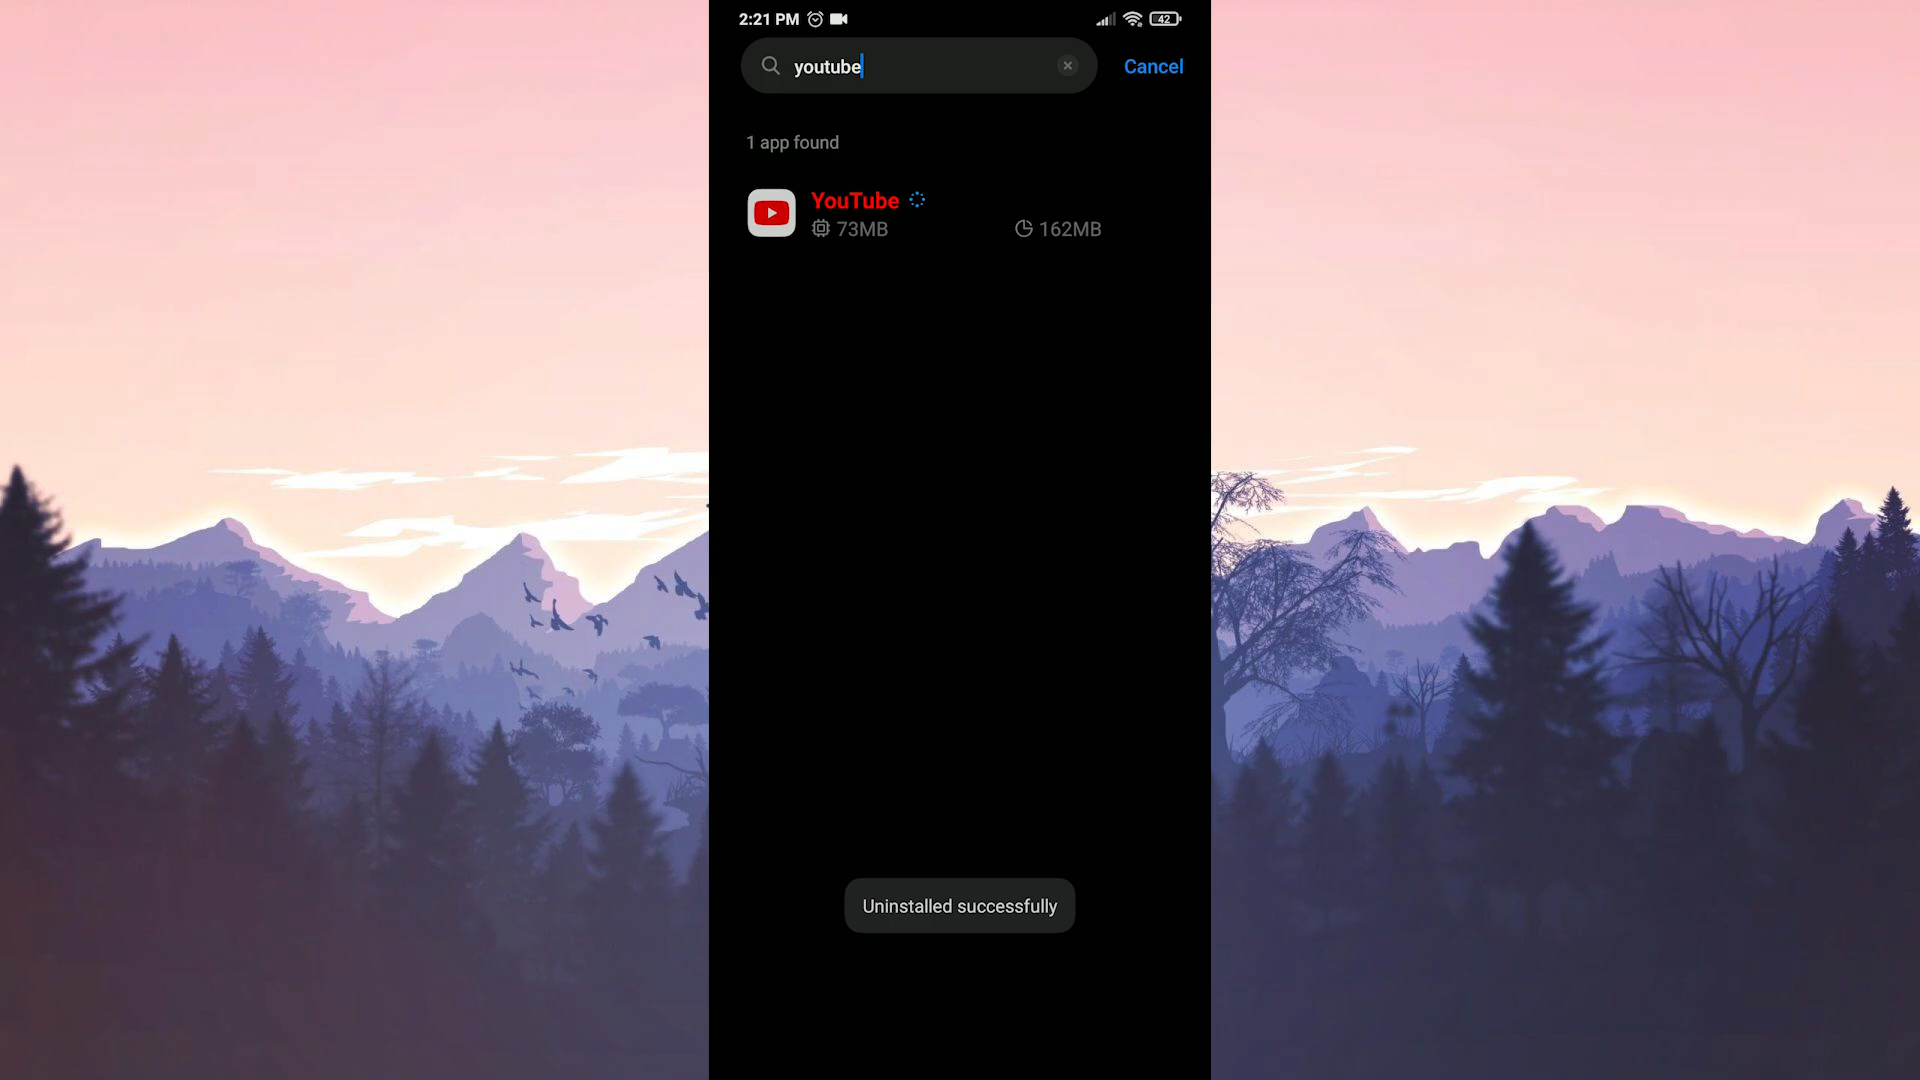 2:21 PM 42
youtube Cancel
1 app found
YouTube
73MB 162MB
Uninstalled successfully